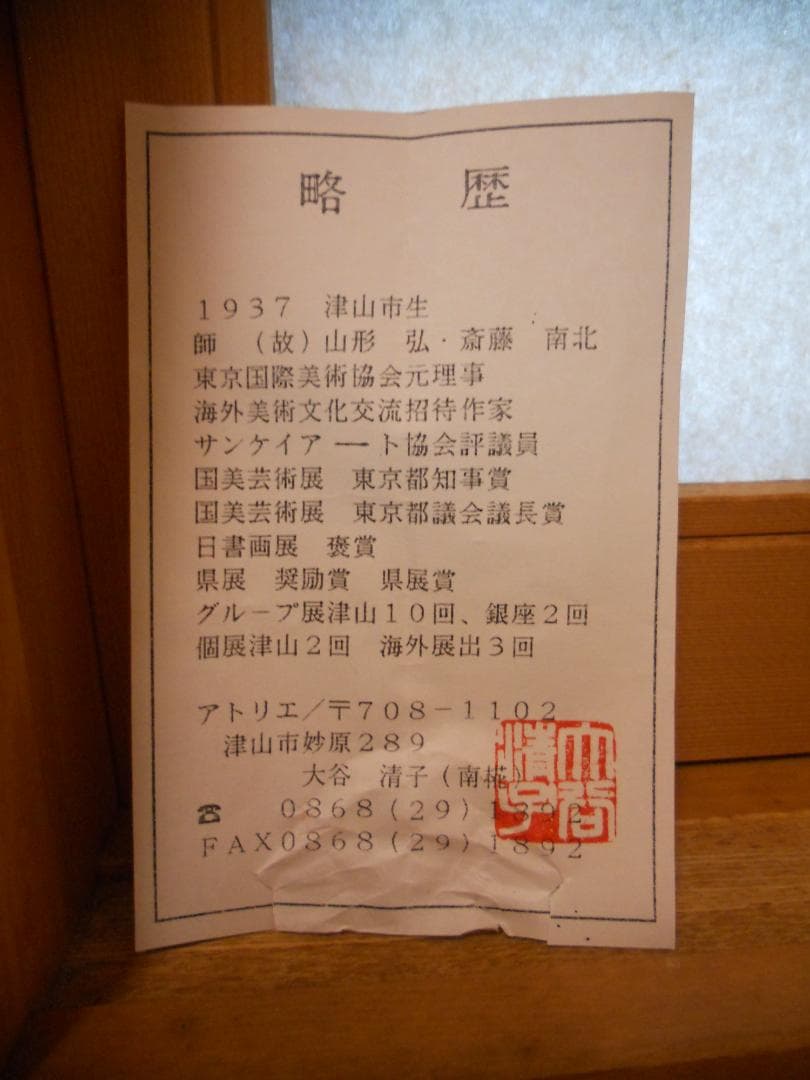 略　歴
１９３７　津山市生
師　（故）山形　弘・斎藤　南北
東京国際美術協会元理事
海外美術文化交流招待作家
サンケイアート協会評議員
国美芸術展　東京都知事賞
国美芸術展　東京都議会議長賞
日書画展　褒賞
県展　奨励賞　県展賞
グループ展津山１０回、銀座２回
個展津山２回　海外展出３回
アトリエ／〒７０８－１１０２
津山市妙原２８９
大谷　清子（南椛）
☎　０８６８（２９）１８９２
ＦＡＸ０８６８（２９）１８９２
大谷
清子